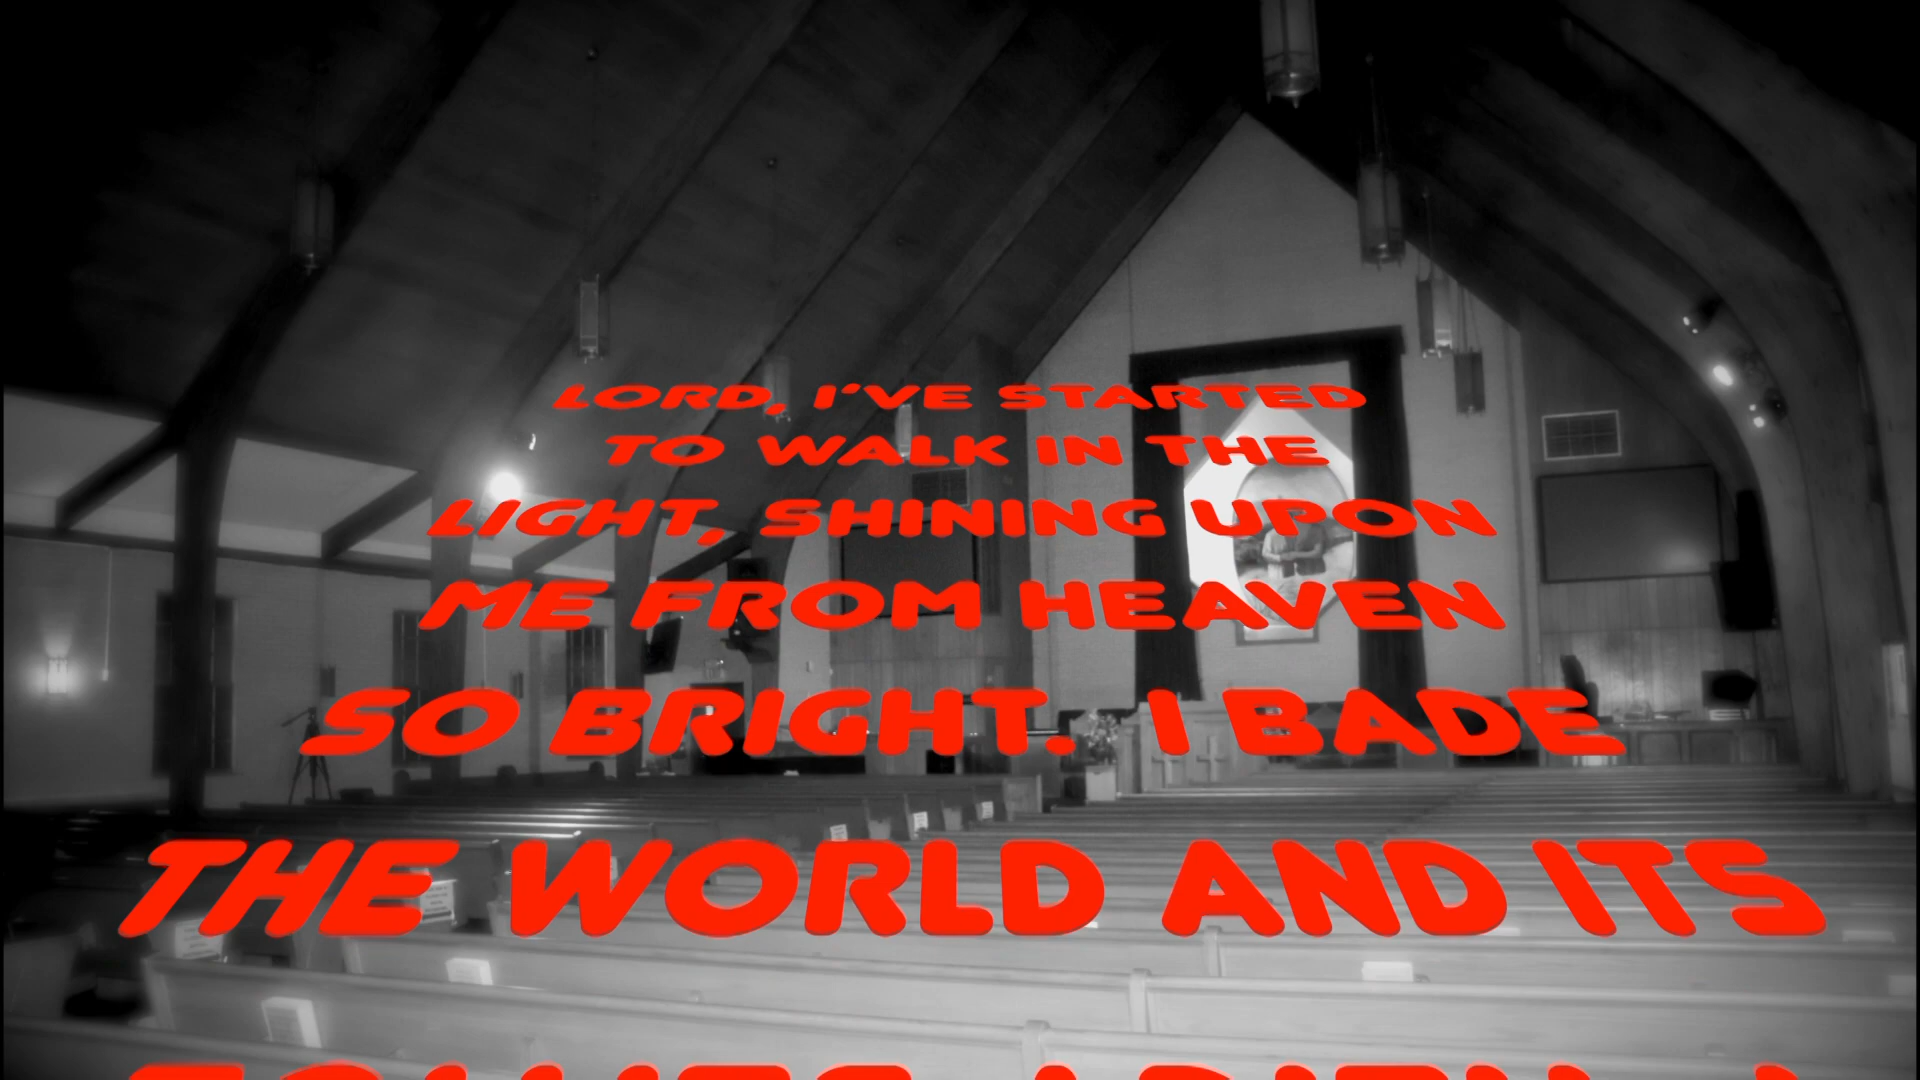 LORD, I'VE STARTED
TO WALK IN THE
LIGHT, SHINING UPON
ME FROM HEAVEN
SO BRIGHT. I BADE
THE WORLD AND ITS